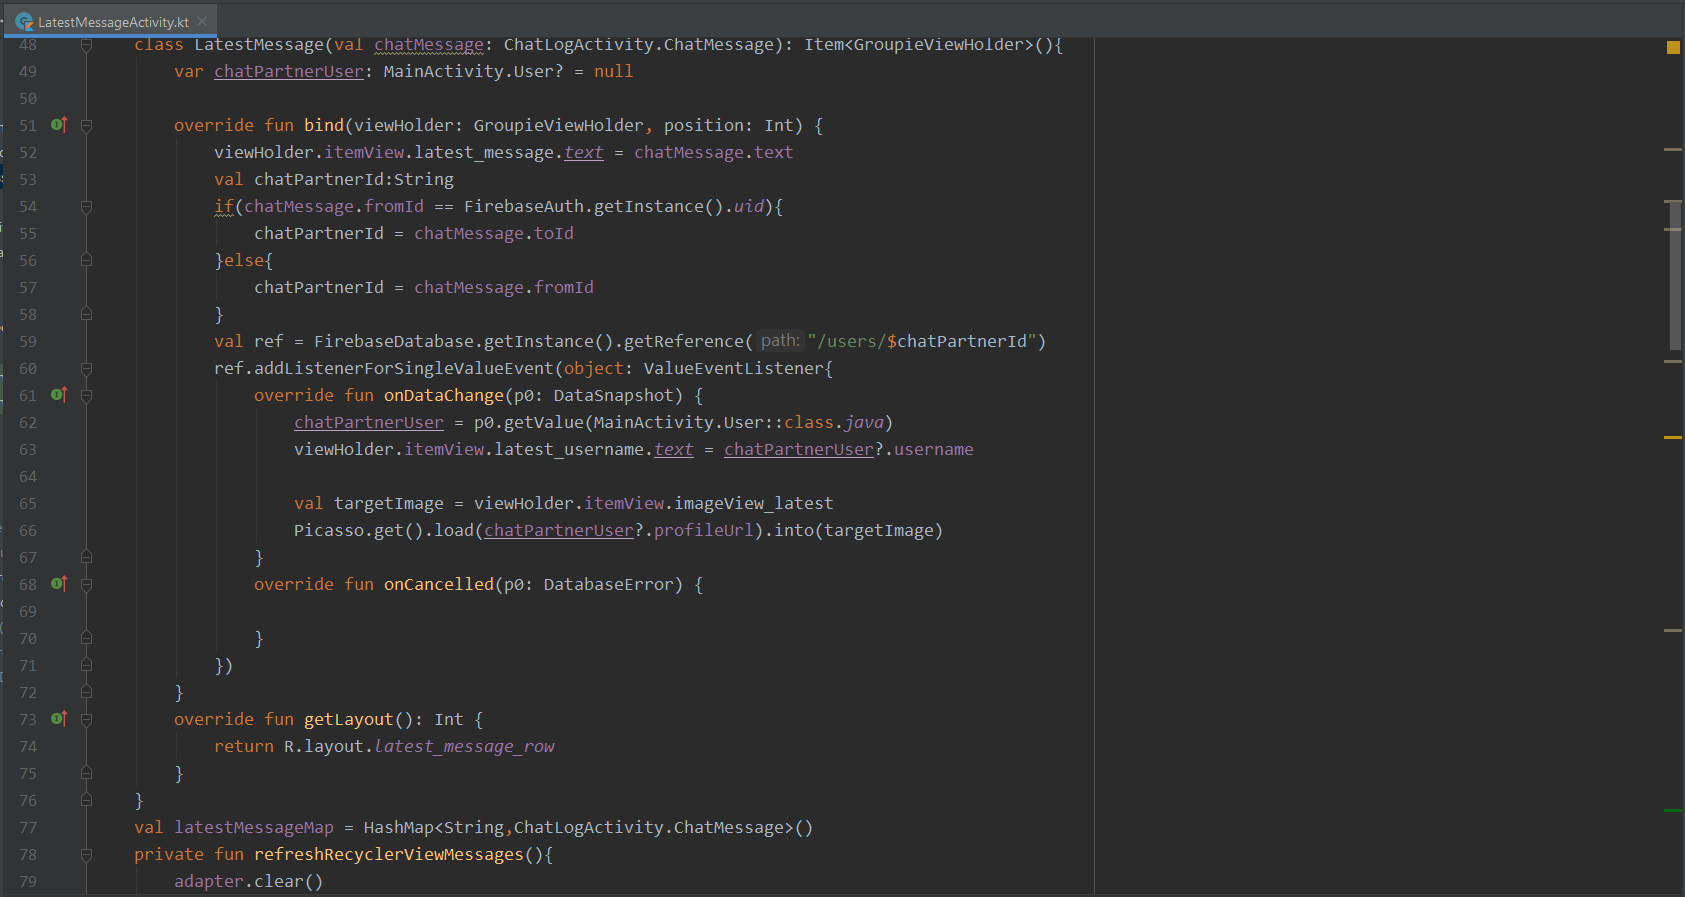 LatestMessageActivity.kt
48 class LatestMessage(val chatMessage: ChatLogActivity.ChatMessage): Item<GroupieViewHolder>(){
49 var chatPartnerUser: MainActivity.User? = null
50
51 override fun bind(viewHolder: GroupieViewHolder, position: Int) {
52 viewHolder.itemView.latest_message.text = chatMessage.text
53 val chatPartnerId:String
54 if(chatMessage.fromId == FirebaseAuth.getInstance().uid){
55 chatPartnerId = chatMessage.toId
56 }else{
57 chatPartnerId = chatMessage.fromId
58 }
59 val ref = FirebaseDatabase.getInstance().getReference( path: "/users/$chatPartnerId")
60 ref.addListenerForSingleValueEvent(object: ValueEventListener{
61 override fun onDataChange(p0: DataSnapshot) {
62 chatPartnerUser = p0.getValue(MainActivity.User::class.java)
63 viewHolder.itemView.latest_username.text = chatPartnerUser?.username
64
65 val targetImage = viewHolder.itemView.imageView_latest
66 Picasso.get().load(chatPartnerUser?.profileUrl).into(targetImage)
67 }
68 override fun onCancelled(p0: DatabaseError) {
69
70 }
71 })
72 }
73 override fun getLayout(): Int {
74 return R.layout.latest_message_row
75 }
76 }
77 val latestMessageMap = HashMap<String,ChatLogActivity.ChatMessage>()
78 private fun refreshRecyclerViewMessages(){
79 adapter.clear()